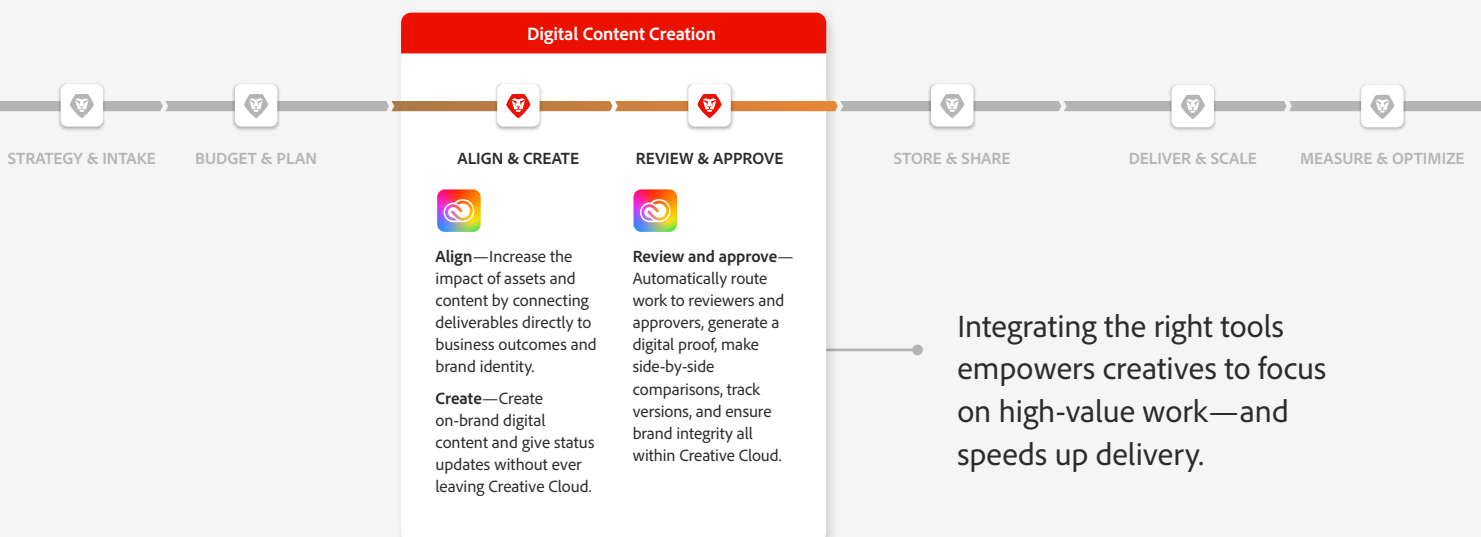 Digital Content Creation
STRATEGY & INTAKE
BUDGET & PLAN
ALIGN & CREATE
REVIEW & APPROVE
STORE & SHARE
DELIVER & SCALE
MEASURE & OPTIMIZE
Align—Increase the
impact of assets and
content by connecting
deliverables directly to
business outcomes and
brand identity.
Create—Create
on-brand digital
content and give status
updates without ever
leaving Creative Cloud.
Review and approve—
Automatically route
work to reviewers and
approvers, generate a
digital proof, make
side-by-side
comparisons, track
versions, and ensure
brand integrity all
within Creative Cloud.
Integrating the right tools
empowers creatives to focus
on high-value work—and
speeds up delivery.